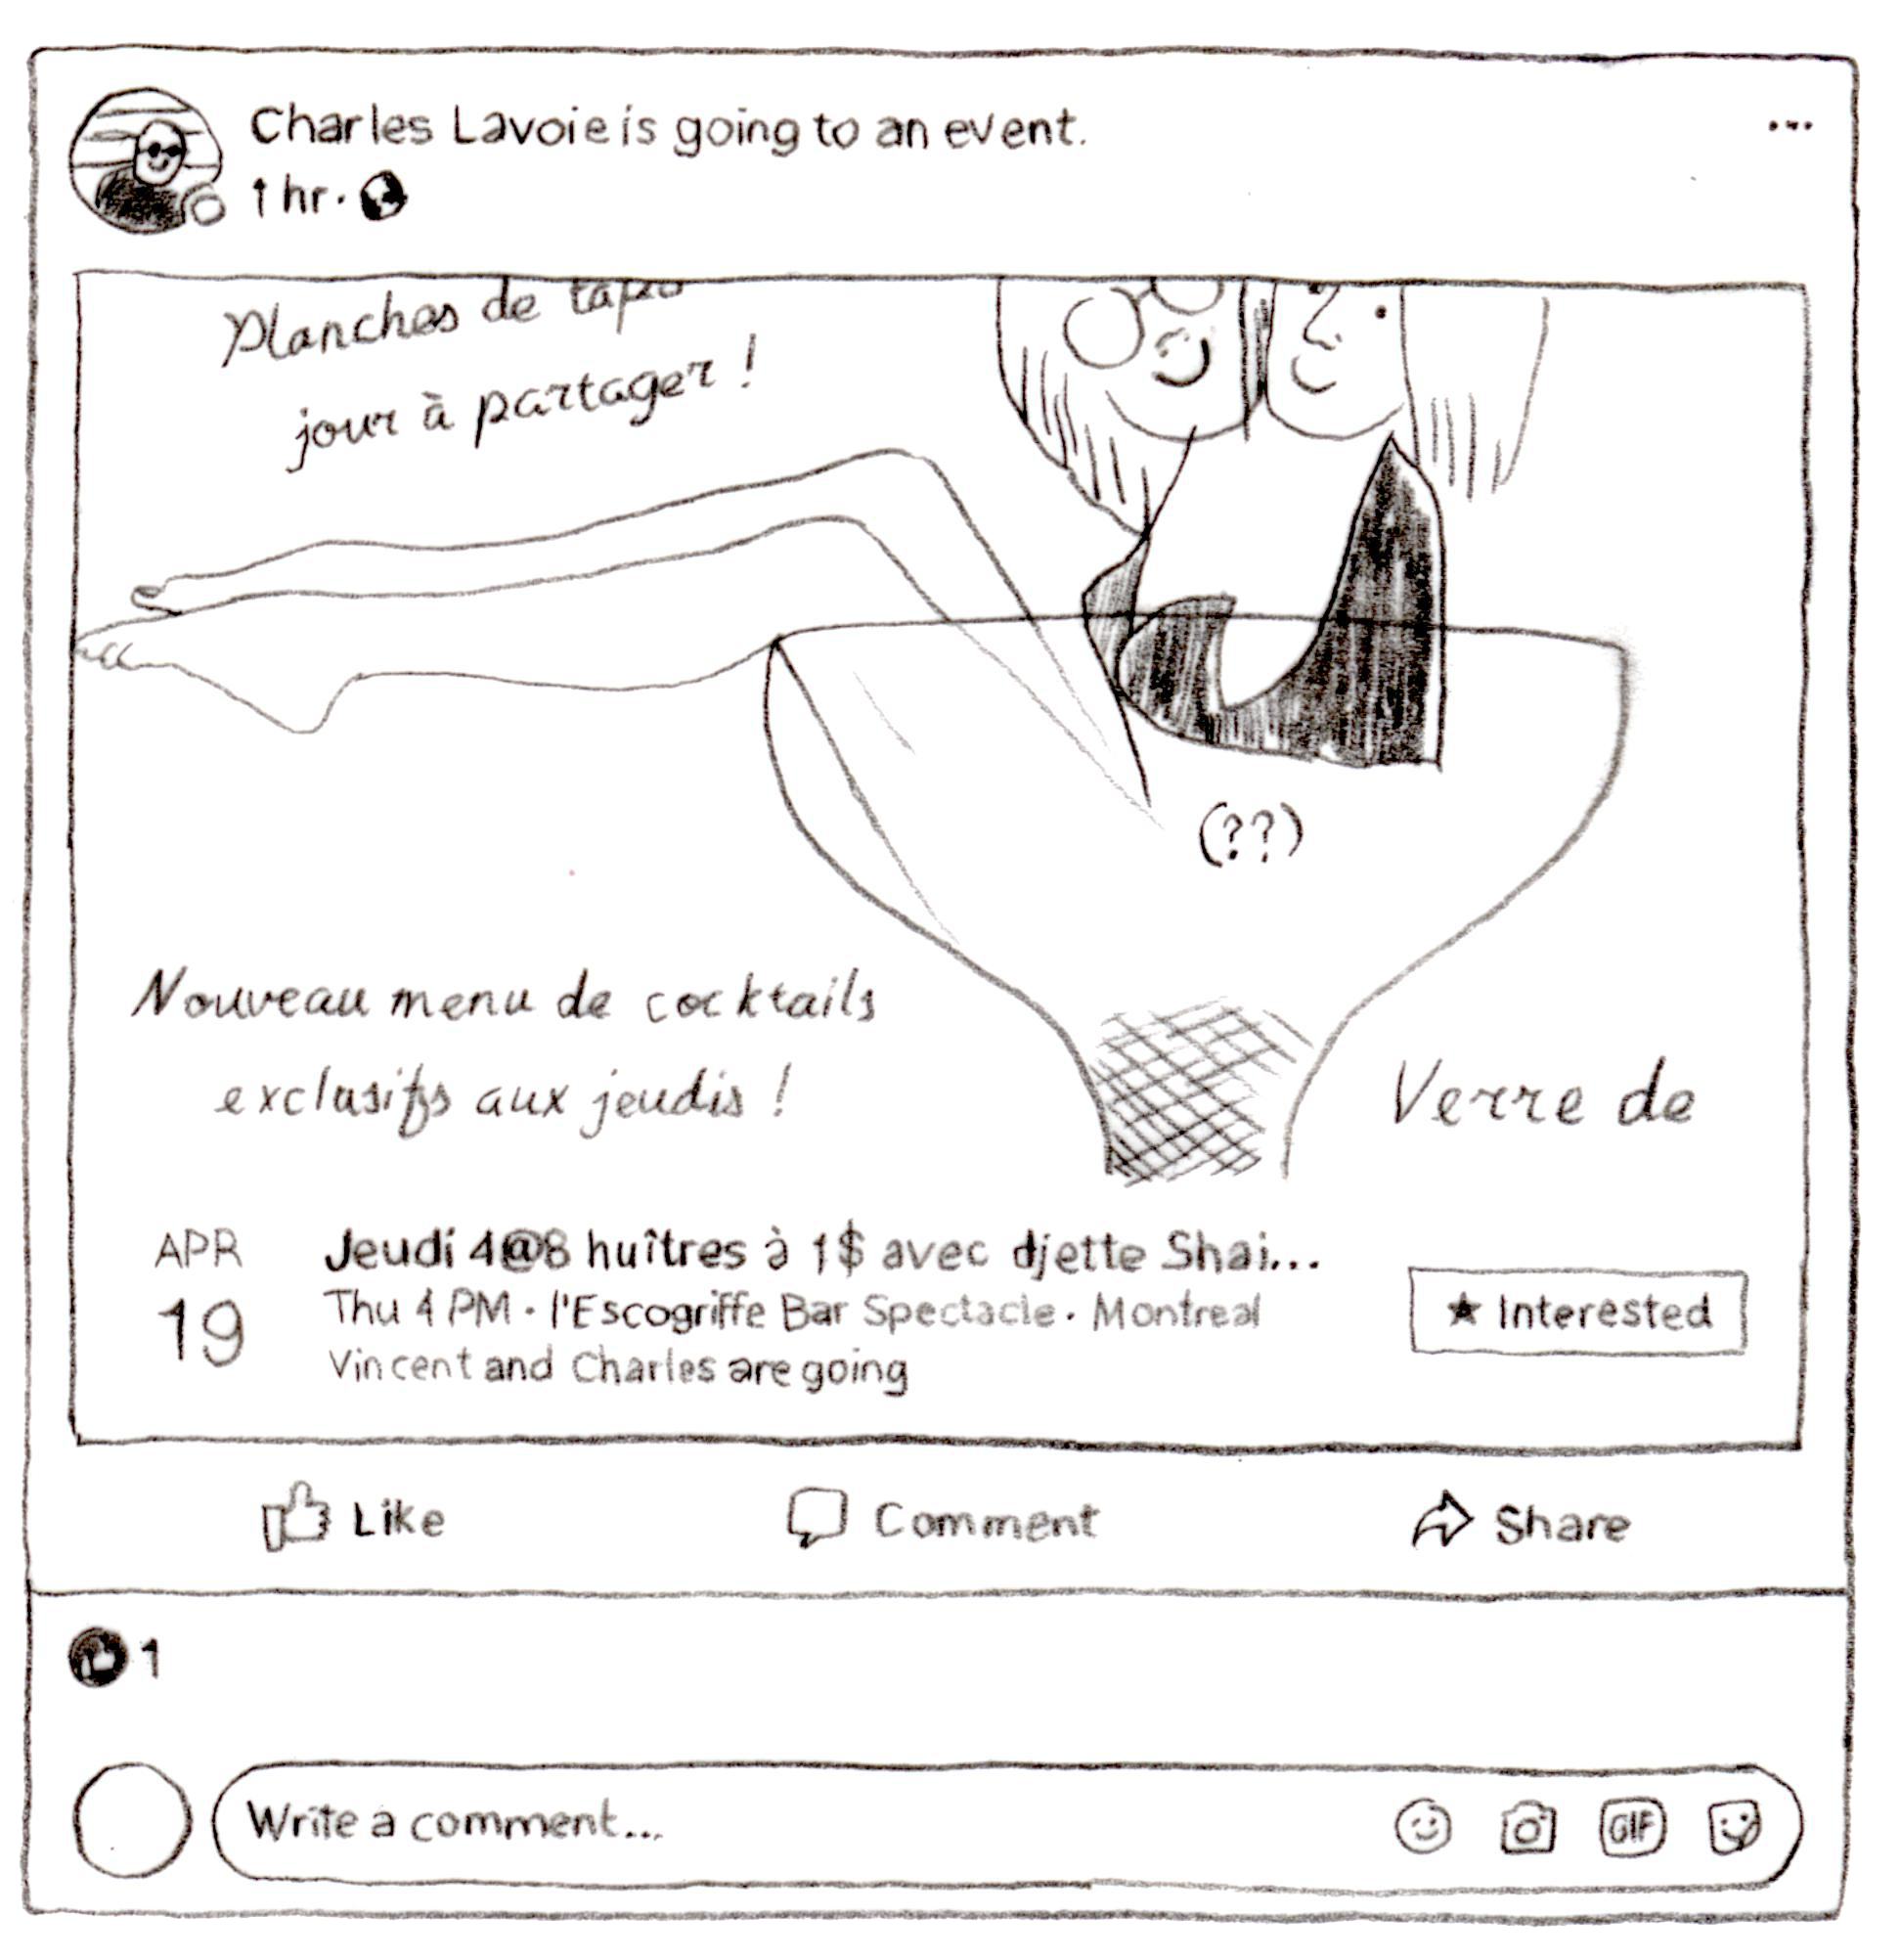 Charles Lavoie is going to an event.
1 hr.
Planches de
jour à partager !
(??)
Nouveau menu de cocktails
exclusifs aux jeudis !
Verre de
APR
19
Jeudi 4@8 huîtres à 1$ avec djette Shai...
Thu 4 PM · l'Escogriffe Bar Spectacle · Montreal
Vincent and Charles are going
★ Interested
Like
Comment
Share
1
Write a comment...
GIF